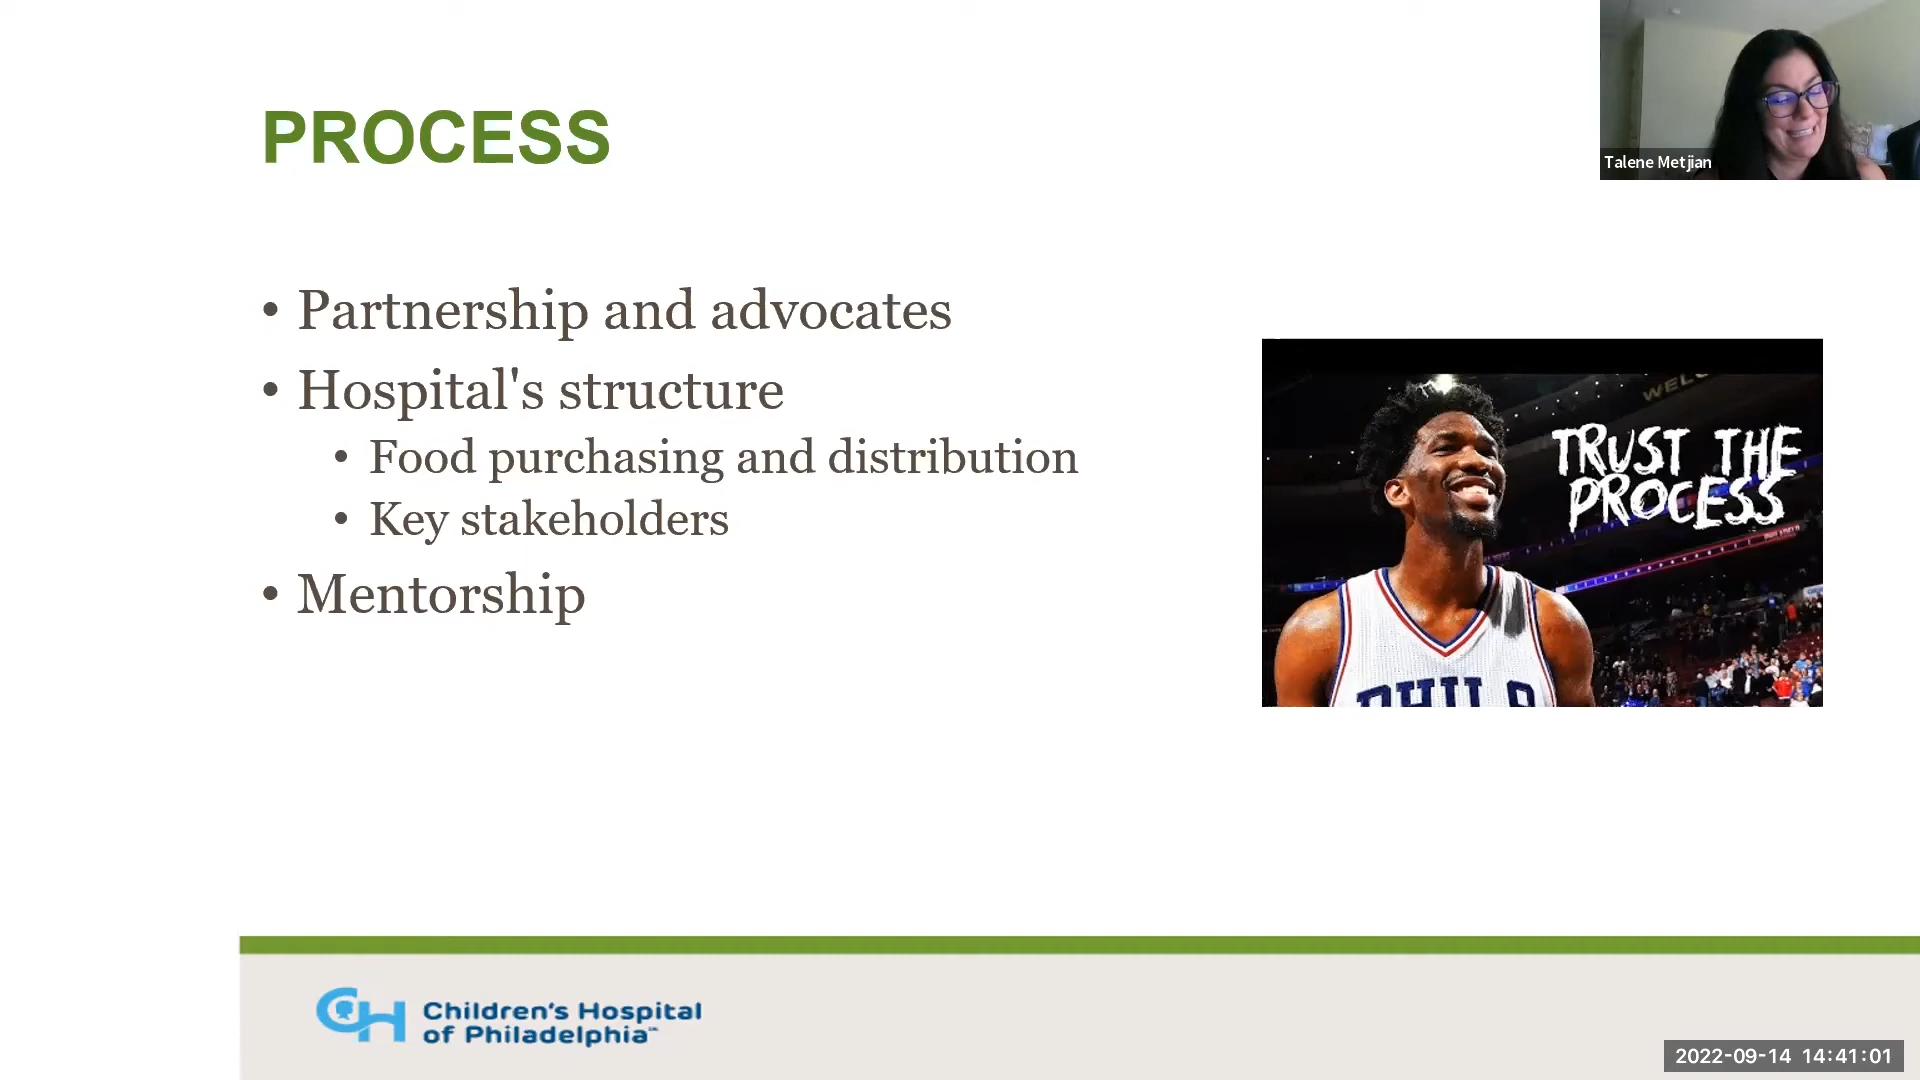 PROCESS
Talene Metjian
• Partnership and advocates
• Hospital's structure
• Food purchasing and distribution
• Key stakeholders
• Mentorship
TRUST THE
PROCESS
PHILA
Children's Hospital
of Philadelphia
2022-09-14 14:41:01